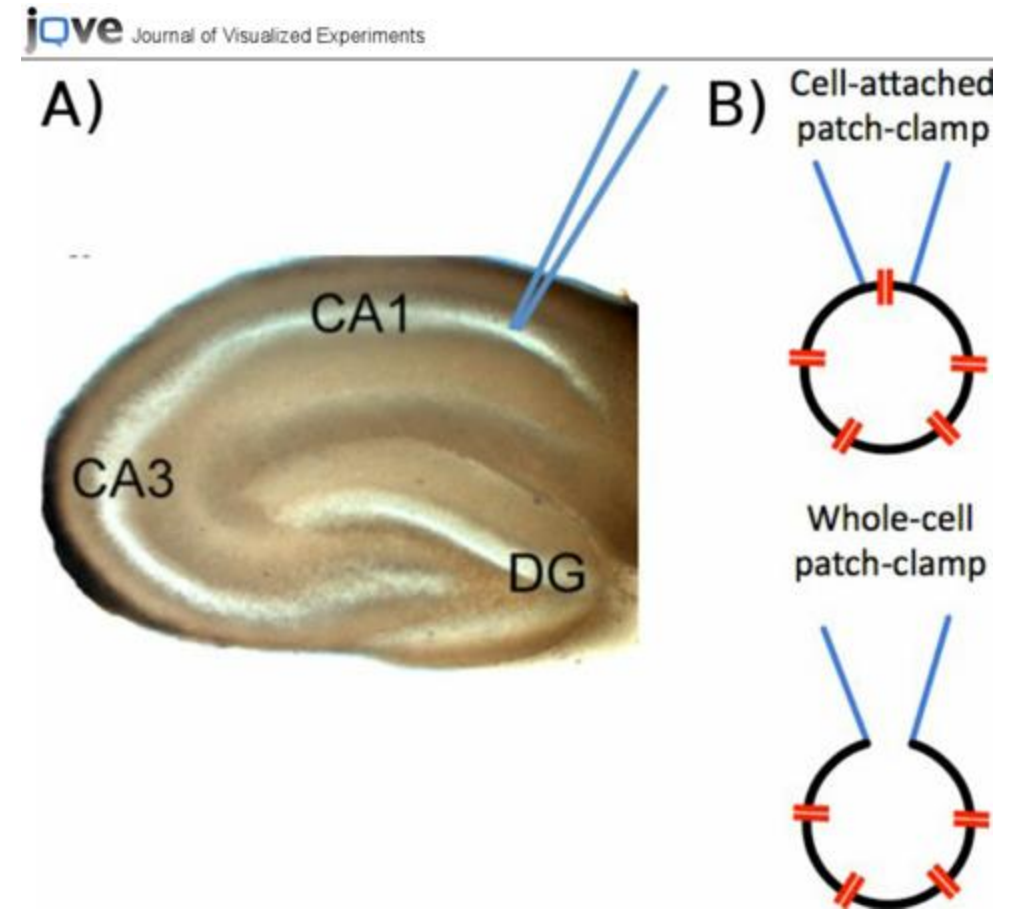 jove Journal of Visualized Experiments
A)
B)
Cell-attached
patch-clamp
CA1
CA3
DG
Whole-cell
patch-clamp